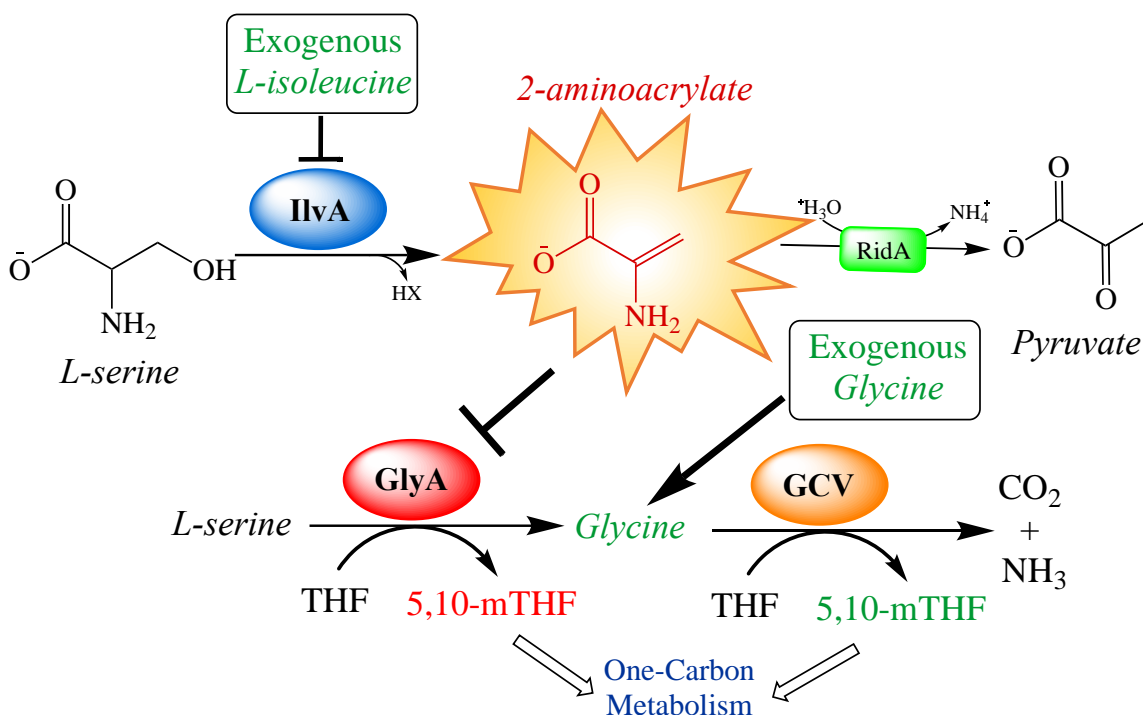 Exogenous
L-isoleucine
2-aminoacrylate
IlvA
O
O-
OH
NH2
L-serine
HX
O
O-
NH2
+H3O
NH4+
RidA
O
O-
O
Pyruvate
Exogenous
Glycine
GlyA
GCV
L-serine
Glycine
CO2
+
NH3
THF
5,10-mTHF
THF
5,10-mTHF
One-Carbon
Metabolism